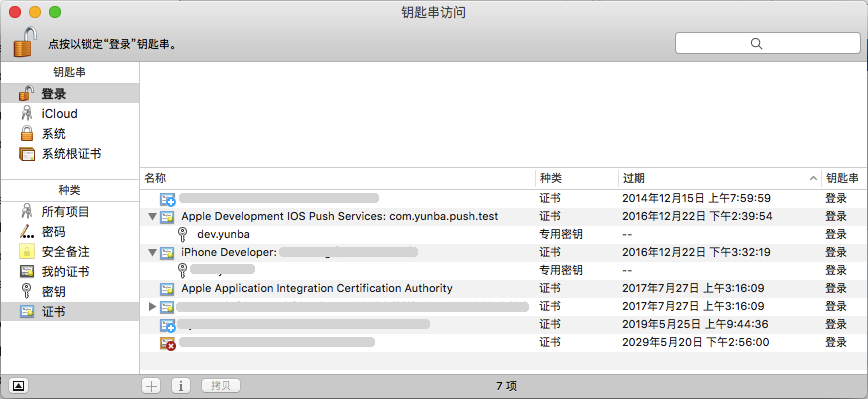 钥匙串访问
点按以锁定“登录”钥匙串。
钥匙串
登录
iCloud
系统
系统根证书
种类
所有项目
密码
安全备注
我的证书
密钥
证书
名称 种类 过期 钥匙串
证书 2014年12月15日 上午7:59:59 登录
Apple Development IOS Push Services: com.yunba.push.test 证书 2016年12月22日 下午2:39:54 登录
dev.yunba 专用密钥 -- 登录
iPhone Developer: 证书 2016年12月22日 下午3:32:19 登录
专用密钥 -- 登录
Apple Application Integration Certification Authority 证书 2017年7月27日 上午3:16:09 登录
证书 2017年7月27日 上午3:16:09 登录
证书 2019年5月25日 上午9:44:36 登录
证书 2029年5月20日 下午2:56:00 登录
拷贝
7 项